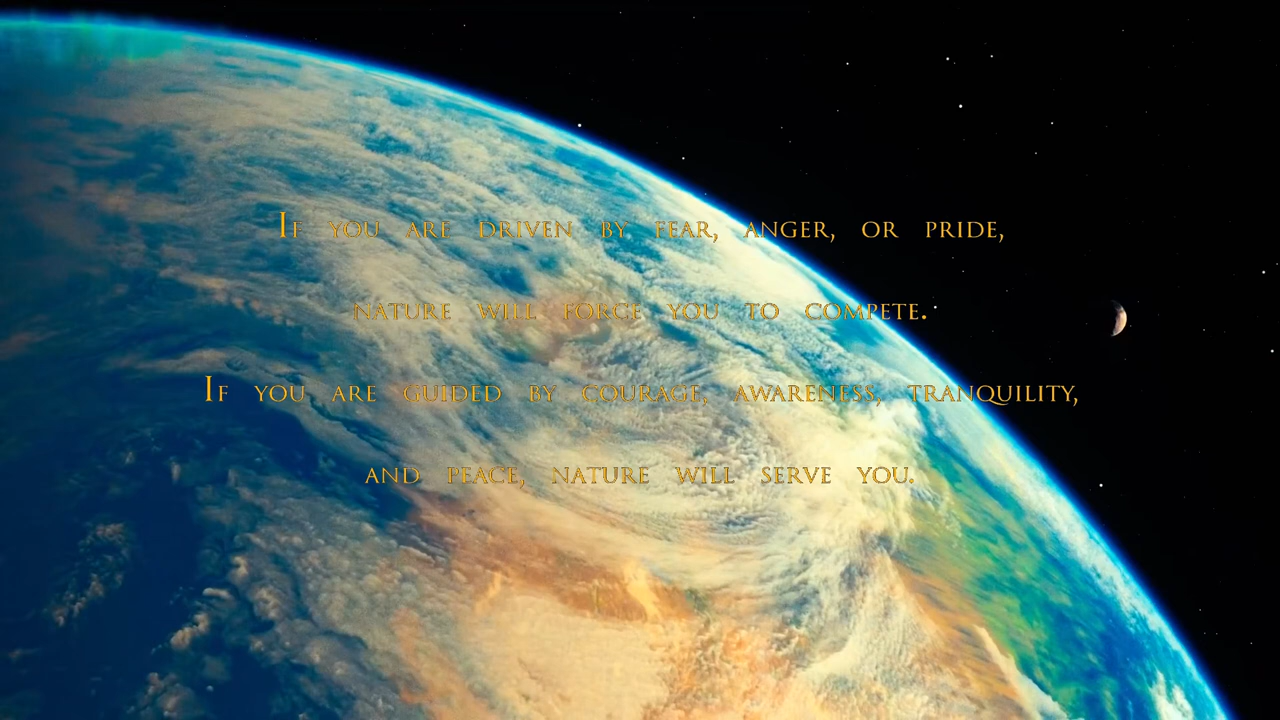 If you are driven by fear, anger, or pride,
nature will force you to compete.
If you are guided by courage, awareness, tranquility,
and peace, nature will serve you.